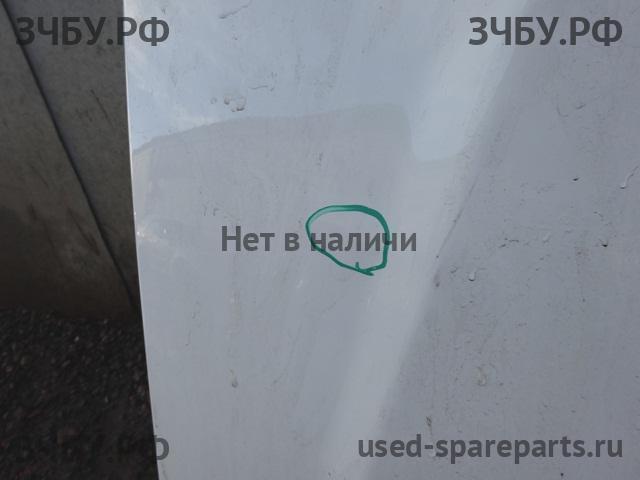 ЗЧБУ.РФ ЗЧБУ.РФ
Нет в наличи
ЗЧБУ.РФ used-spareparts.ru